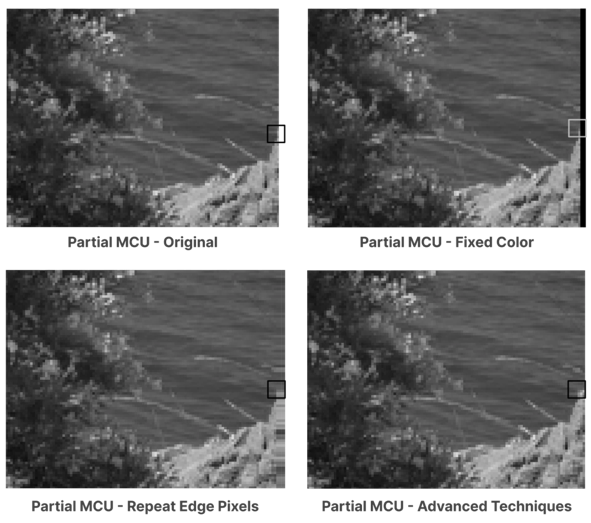 Partial MCU - Original
Partial MCU - Fixed Color
Partial MCU - Repeat Edge Pixels
Partial MCU - Advanced Techniques